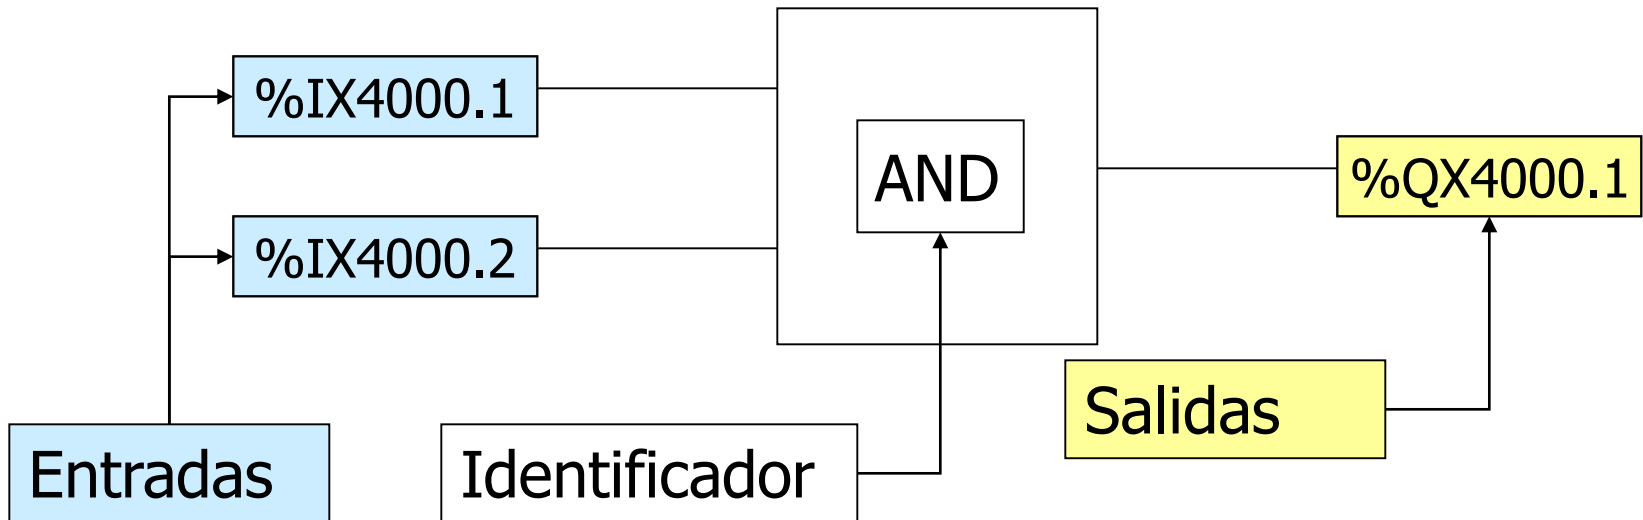 %IX4000.1
AND
%QX4000.1
%IX4000.2
Salidas
Entradas
Identificador